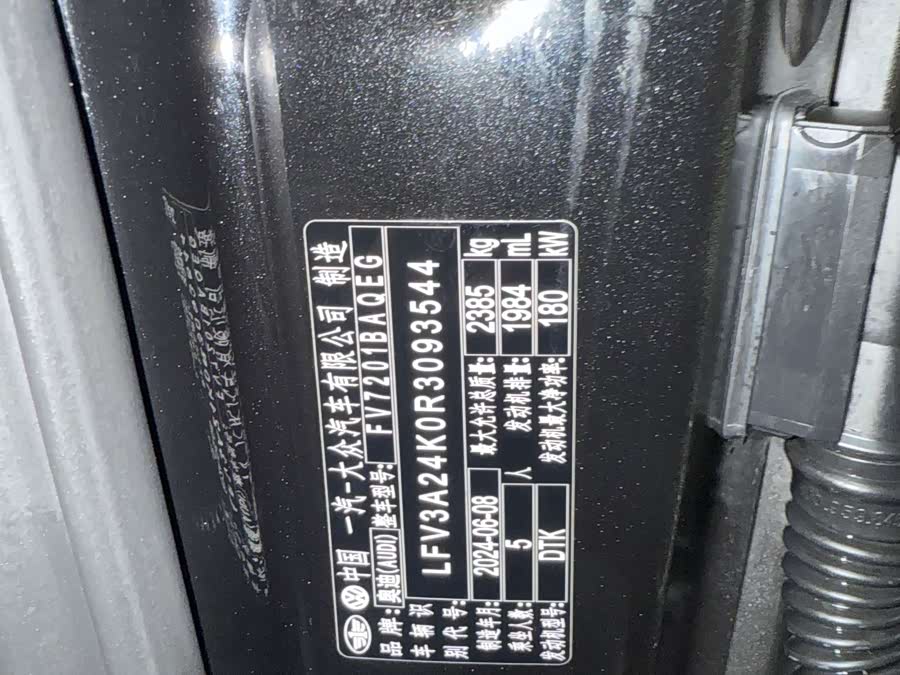 中国 一汽-大众汽车有限公司 制造
品牌: 奥迪(AUDI) 整车型号: FV7201BAQEG
车辆识别代号: LFV3A24K0R3093544
制造年月: 2024-06-08 最大允许总质量: 2385 kg
乘坐人数: 5 人 发动机排量: 1984 mL
发动机型号: DTK 发动机最大净功率: 180 kW